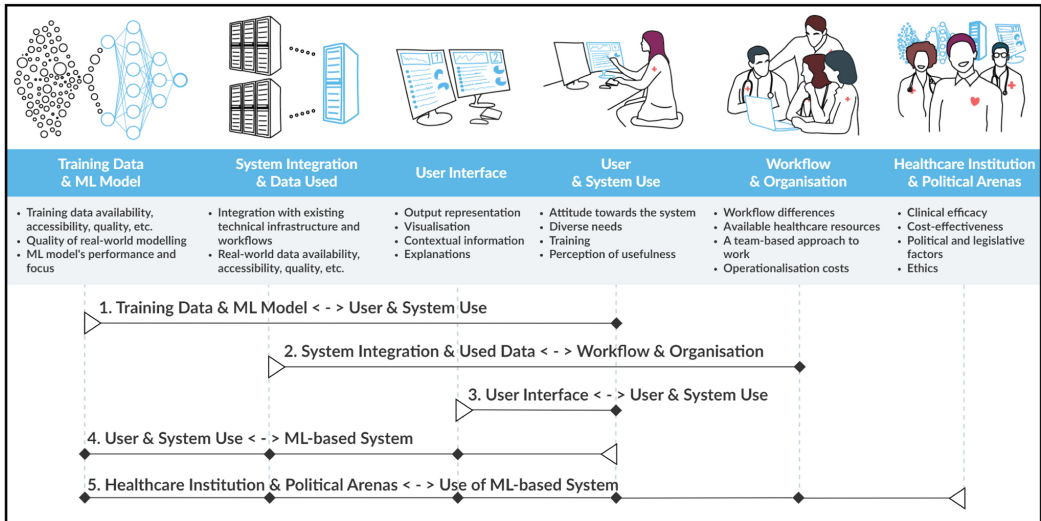 1
2
Training Data
& ML Model
System Integration
& Data Used
User Interface
User
& System Use
Workflow
& Organisation
Healthcare Institution
& Political Arenas
• Training data availability,
accessibility, quality, etc.
• Quality of real-world modelling
• ML model's performance and
focus
• Integration with existing
technical infrastructure and
workflows
• Real-world data availability,
accessibility, quality, etc.
• Output representation
• Visualisation
• Contextual information
• Explanations
• Attitude towards the system
• Diverse needs
• Training
• Perception of usefulness
• Workflow differences
• Available healthcare resources
• A team-based approach to
work
• Operationalisation costs
• Clinical efficacy
• Cost-effectiveness
• Political and legislative
factors
• Ethics
1. Training Data & ML Model < - > User & System Use
2. System Integration & Used Data < - > Workflow & Organisation
3. User Interface < - > User & System Use
4. User & System Use < - > ML-based System
5. Healthcare Institution & Political Arenas < - > Use of ML-based System